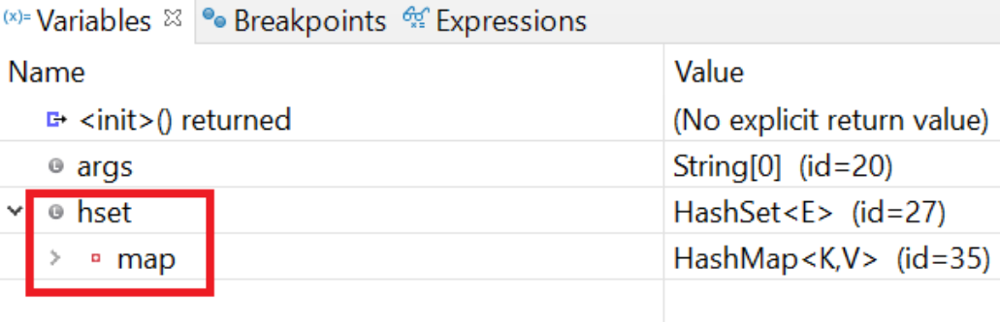 (x)= Variables Breakpoints Expressions
Name Value
<init>() returned (No explicit return value)
args String[0] (id=20)
hset HashSet<E> (id=27)
map HashMap<K,V> (id=35)